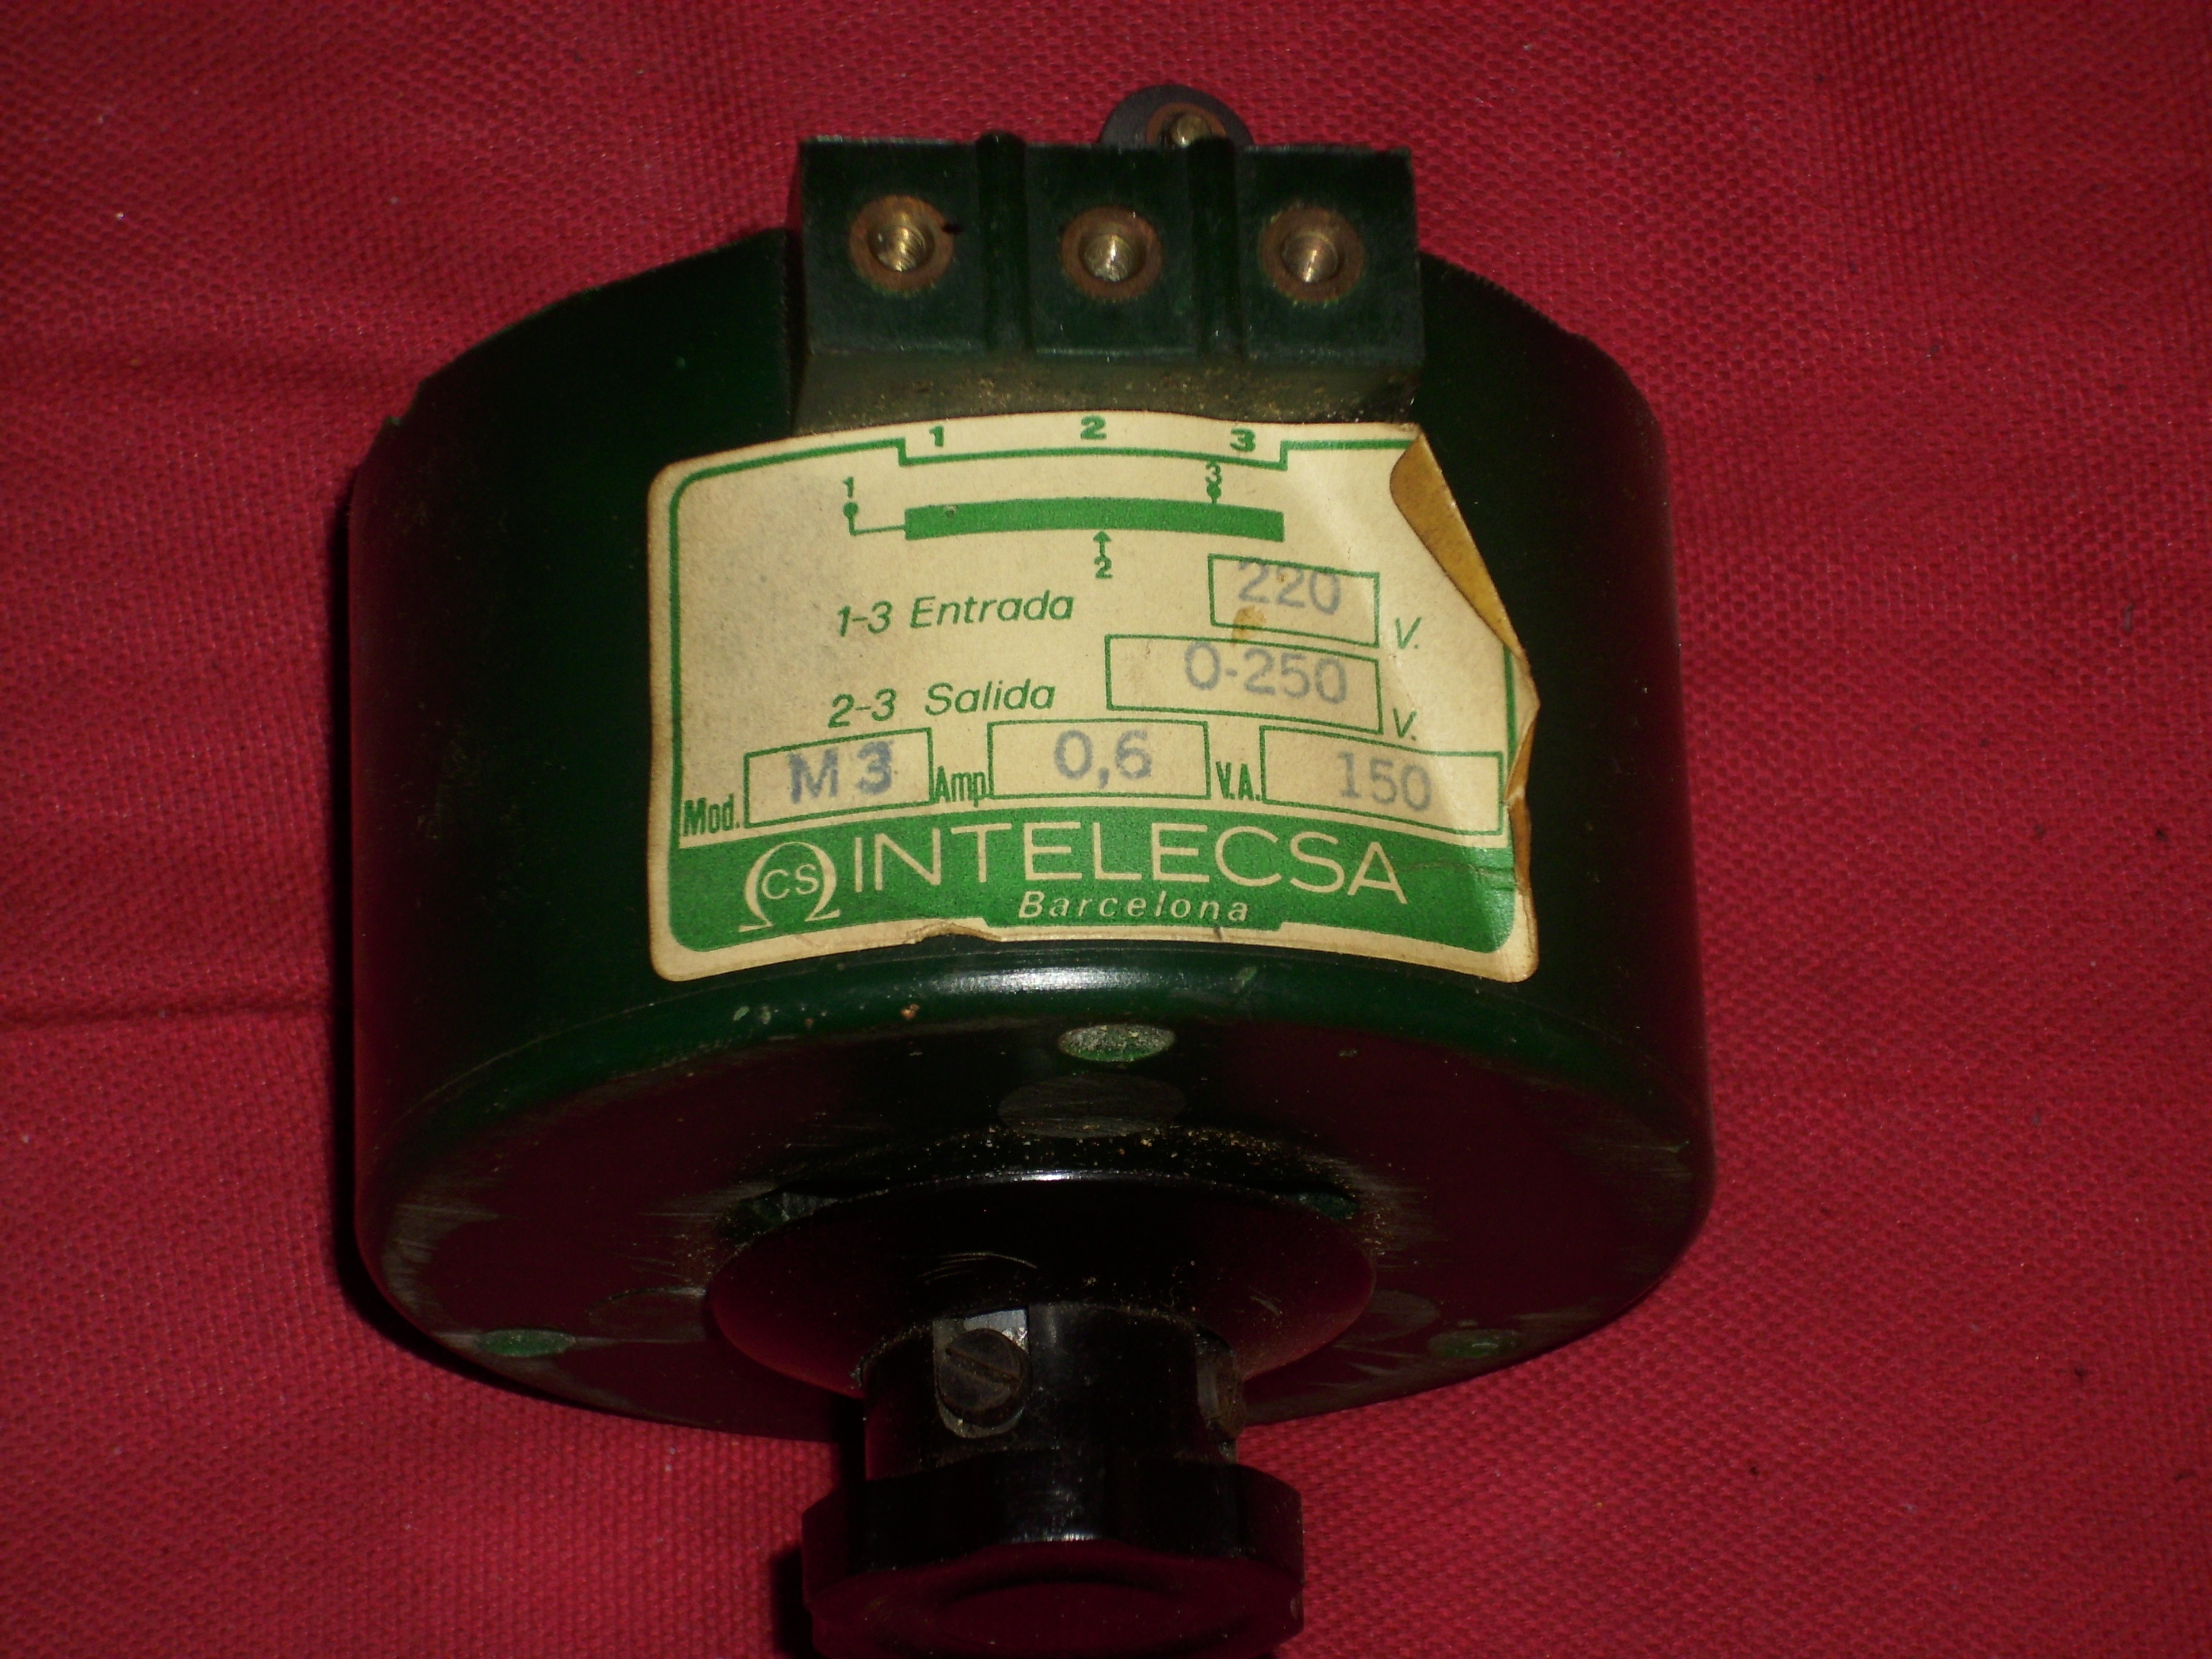 1 2 3
1 3
2
1-3 Entrada 220 V.
2-3 Salida 0-250 V.
Mod. M3 Amp 0,6 V.A. 150
CS INTELECSA
Barcelona